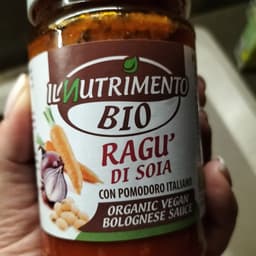 IL NUTRIMENTO
BIO
RAGU'
DI SOIA
CON POMODORO ITALIANO
ORGANIC VEGAN
BOLOGNESE SAUCE